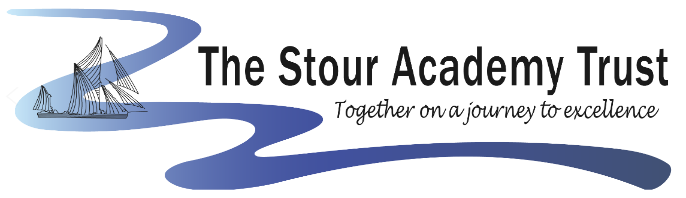 The Stour Academy Trust
Together on a journey to excellence